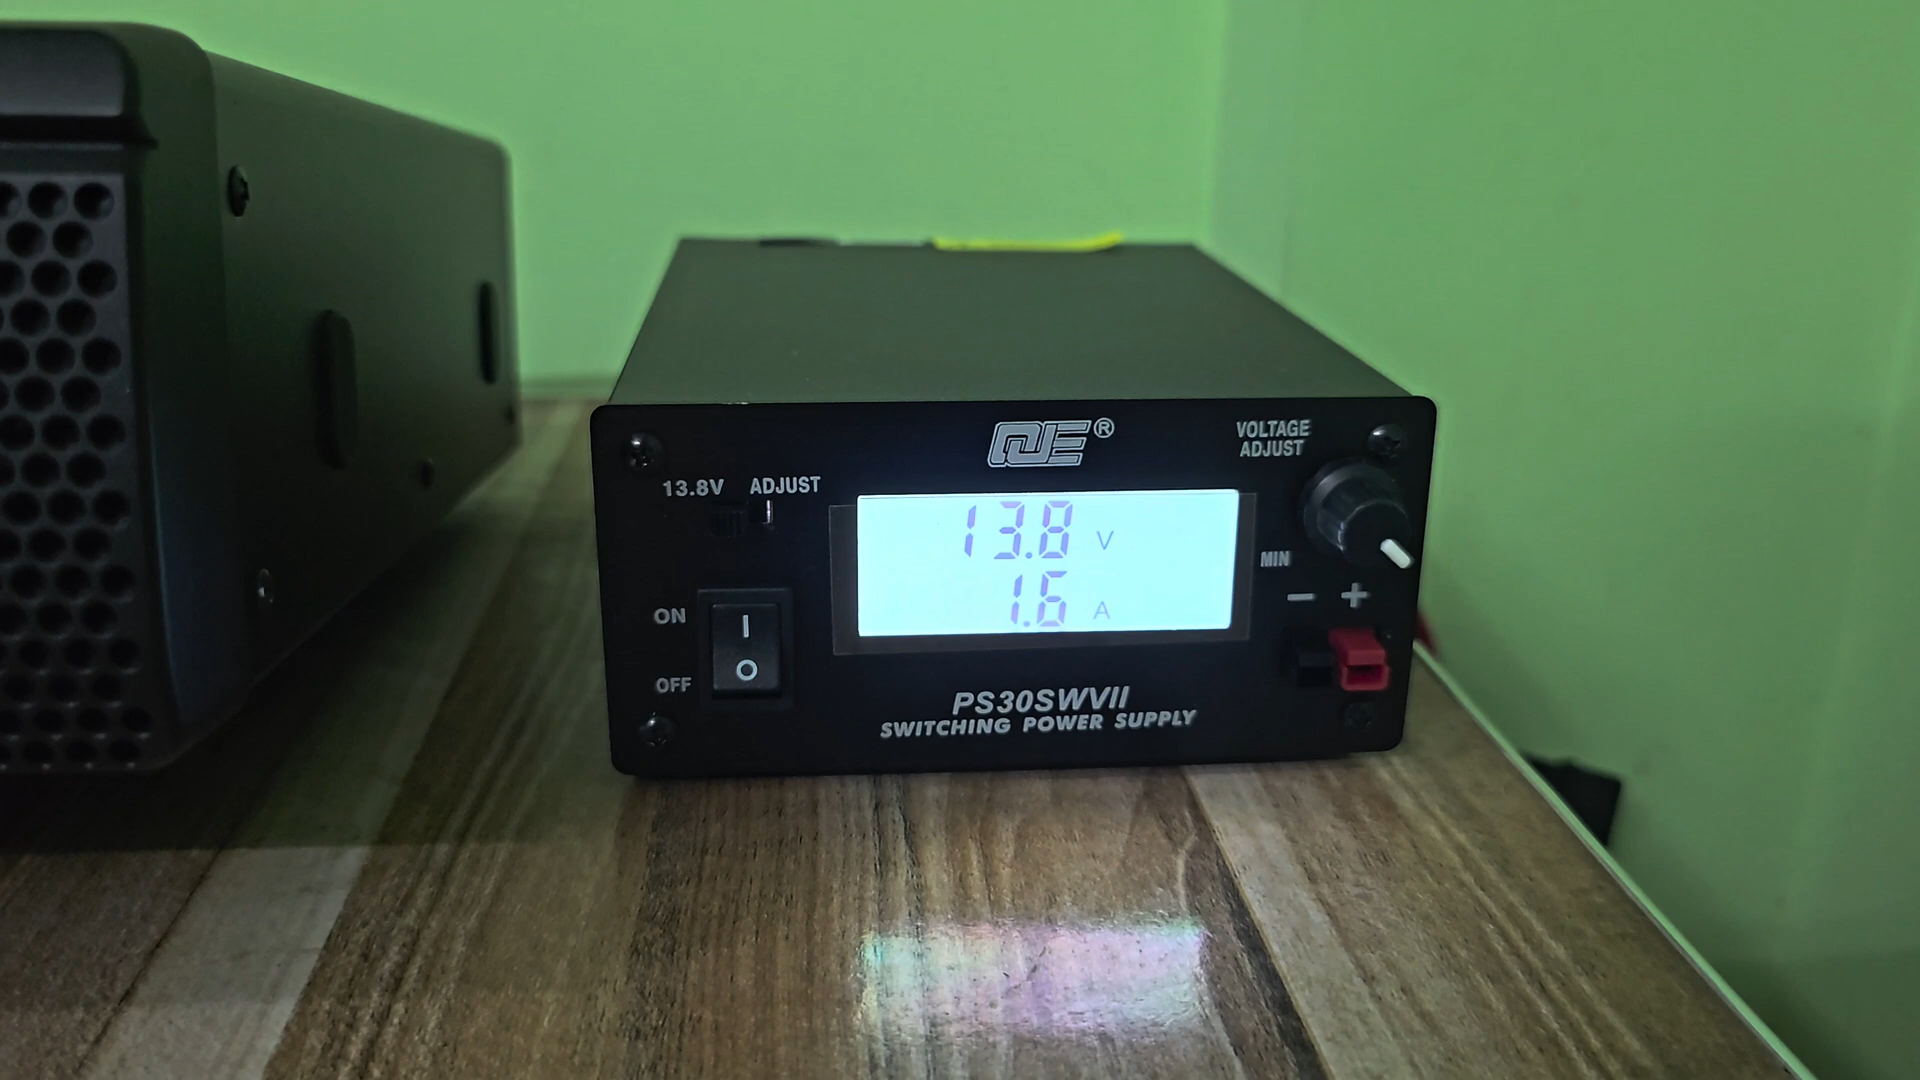 QJE®
VOLTAGE
ADJUST
13.8V ADJUST
13.8 V
1.6 A
MIN
− +
ON
I
O
OFF
PS30SWVII
SWITCHING POWER SUPPLY